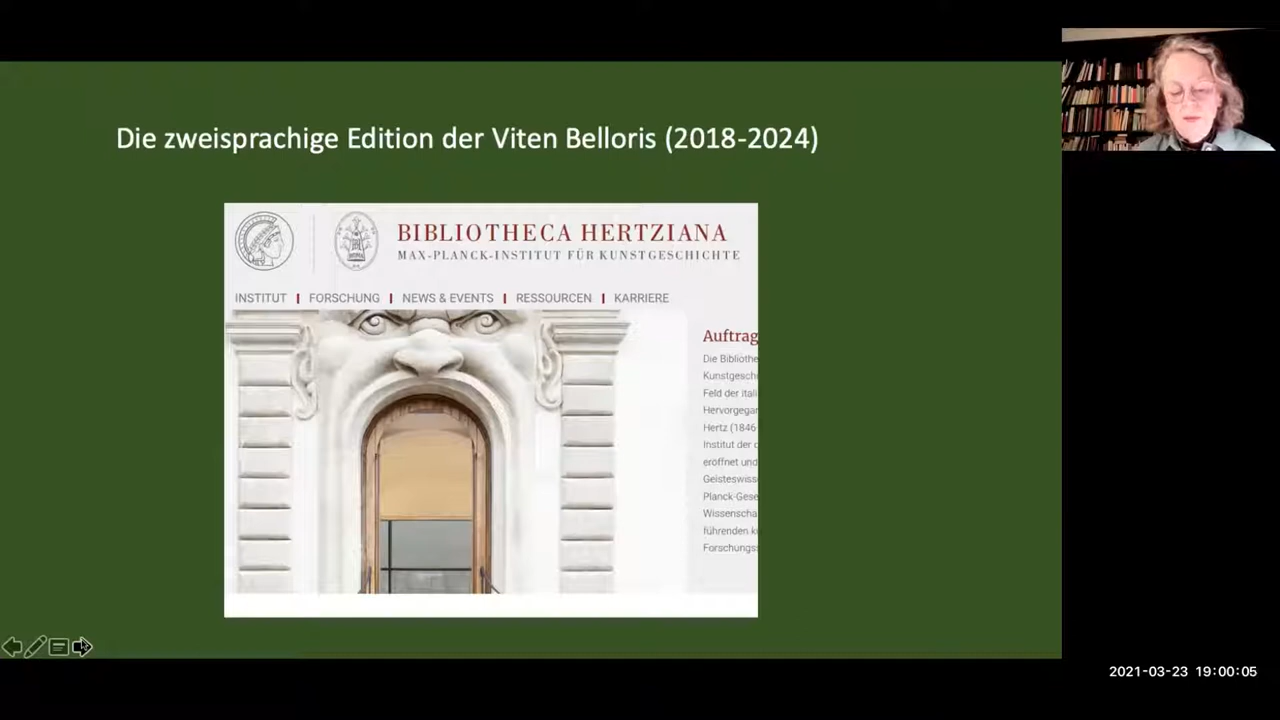 Die zweisprachige Edition der Viten Belloris (2018-2024)
BIBLIOTHECA HERTZIANA
MAX-PLANCK-INSTITUT FÜR KUNSTGESCHICHTE
INSTITUT | FORSCHUNG | NEWS & EVENTS | RESSOURCEN | KARRIERE
Auftrag
Die Bibliothe
Kunstgesch
Feld der itali
Hervorgegan
Hertz (1846
Institut der
eröffnet und
Geisteswiss
Planck-Gese
Wissenscha
führenden
Forschungss
2021-03-23 19:00:05